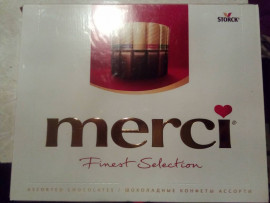 STORCK
merci
Finest Selection
ASSORTED CHOCOLATES | ШОКОЛАДНЫЕ КОНФЕТЫ АССОРТИ